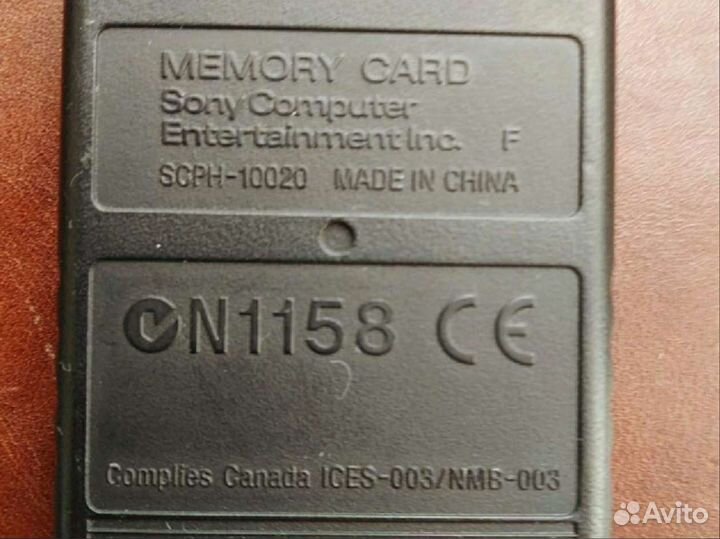 MEMORY CARD
Sony Computer
Entertainment Inc. F
SCPH-10020 MADE IN CHINA
N1158 CE
Complies Canada ICES-003/NMB-003
Avito